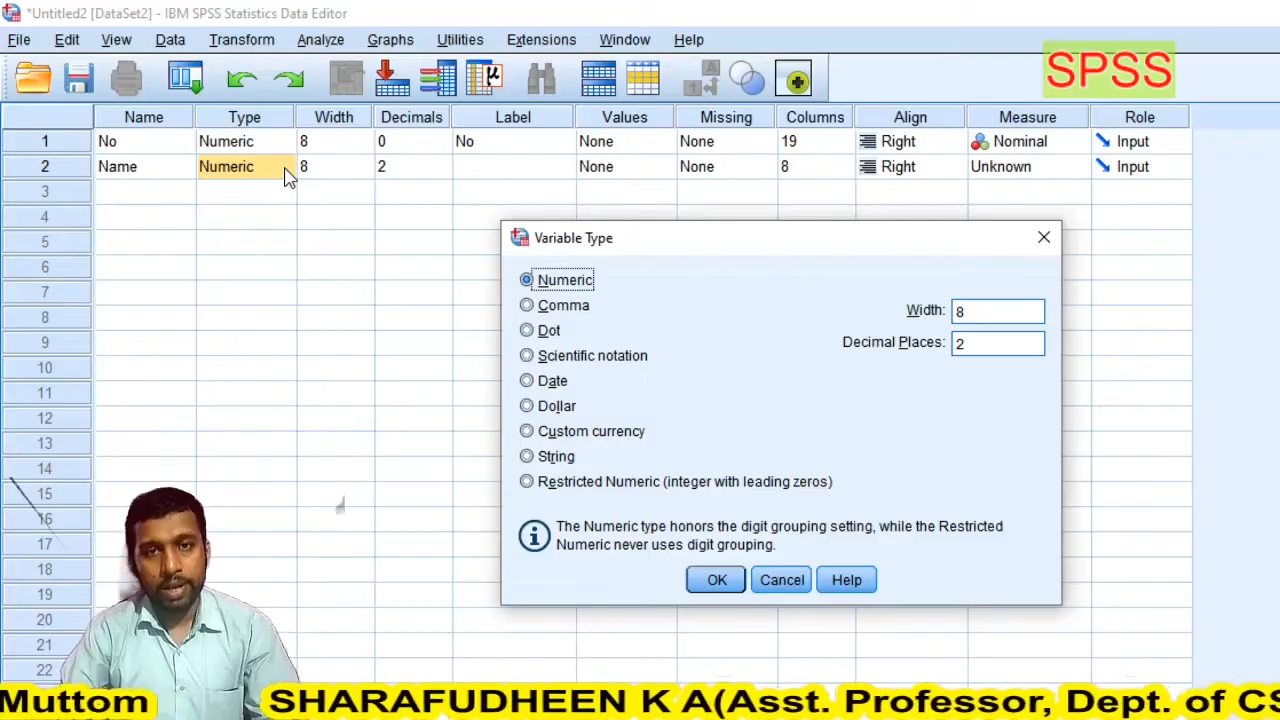 *Untitled2 [DataSet2] - IBM SPSS Statistics Data Editor
File Edit View Data Transform Analyze Graphs Utilities Extensions Window Help
SPSS
Name Type Width Decimals Label Values Missing Columns Align Measure Role
1 No Numeric 8 0 No None None 19 Right Nominal Input
2 Name Numeric 8 2 None None 8 Right Unknown Input
3
4
5
6
7
8
9
10
11
12
13
14
15
16
17
18
19
20
21
22
Variable Type
Numeric
Comma
Dot
Scientific notation
Date
Dollar
Custom currency
String
Restricted Numeric (integer with leading zeros)
Width: 8
Decimal Places: 2
The Numeric type honors the digit grouping setting, while the Restricted
Numeric never uses digit grouping.
OK Cancel Help
Muttom SHARAFUDHEEN K A(Asst. Professor, Dept. of CS